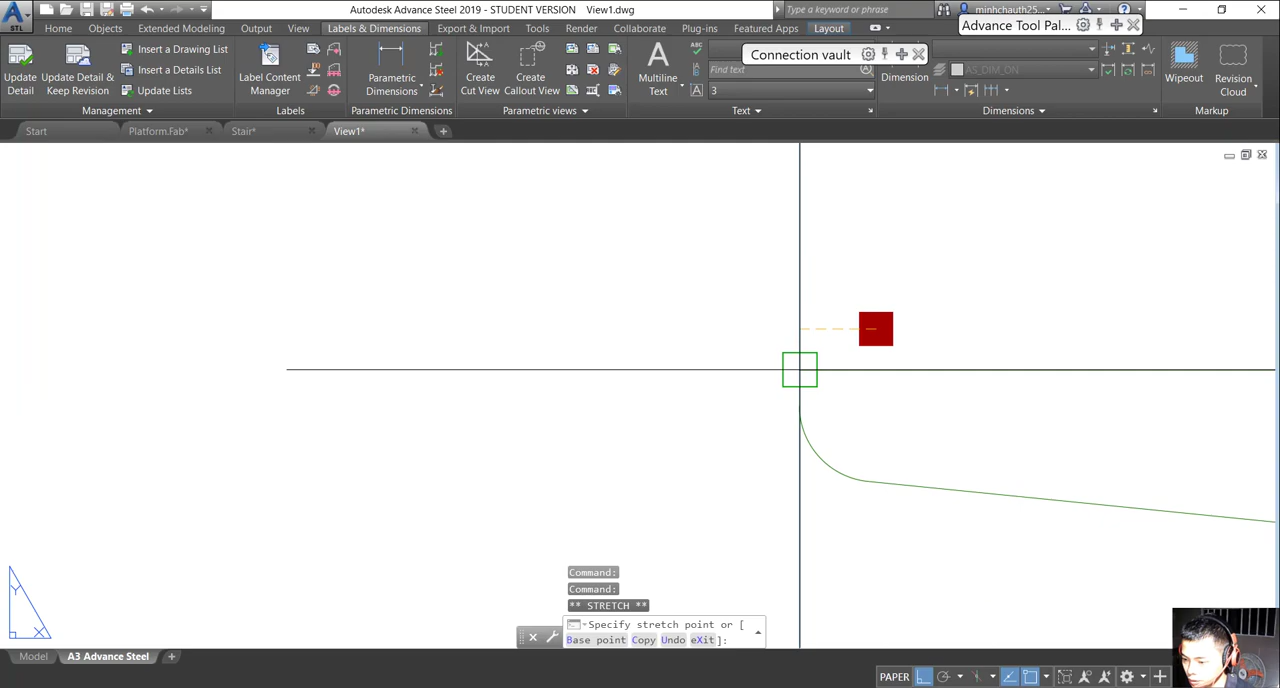 Autodesk Advance Steel 2019 - STUDENT VERSION View1.dwg
Type a keyword or phrase
minhchauth25...
STL
Home Objects Extended Modeling Output View Labels & Dimensions Tools Render Export & Import Collaborate Plug-ins Featured Apps Layout
Advance Tool Pal...
Connection vault
Update Detail
Update Detail & Keep Revision
Insert a Drawing List
Insert a Details List
Update Lists
Label Content Manager
Parametric Dimensions
Create Cut View
Create Callout View
Multiline Text
Find text
3
Dimension
AS_DIM_ON
Wipeout
Revision Cloud
Management
Labels
Parametric Dimensions
Parametric views
Text
Dimensions
Markup
Start
Platform.Fab*
Stair*
View1*
Y
X
Command:
Command:
** STRETCH **
Specify stretch point or [
Base point Copy Undo eXit]:
Model
A3 Advance Steel
PAPER